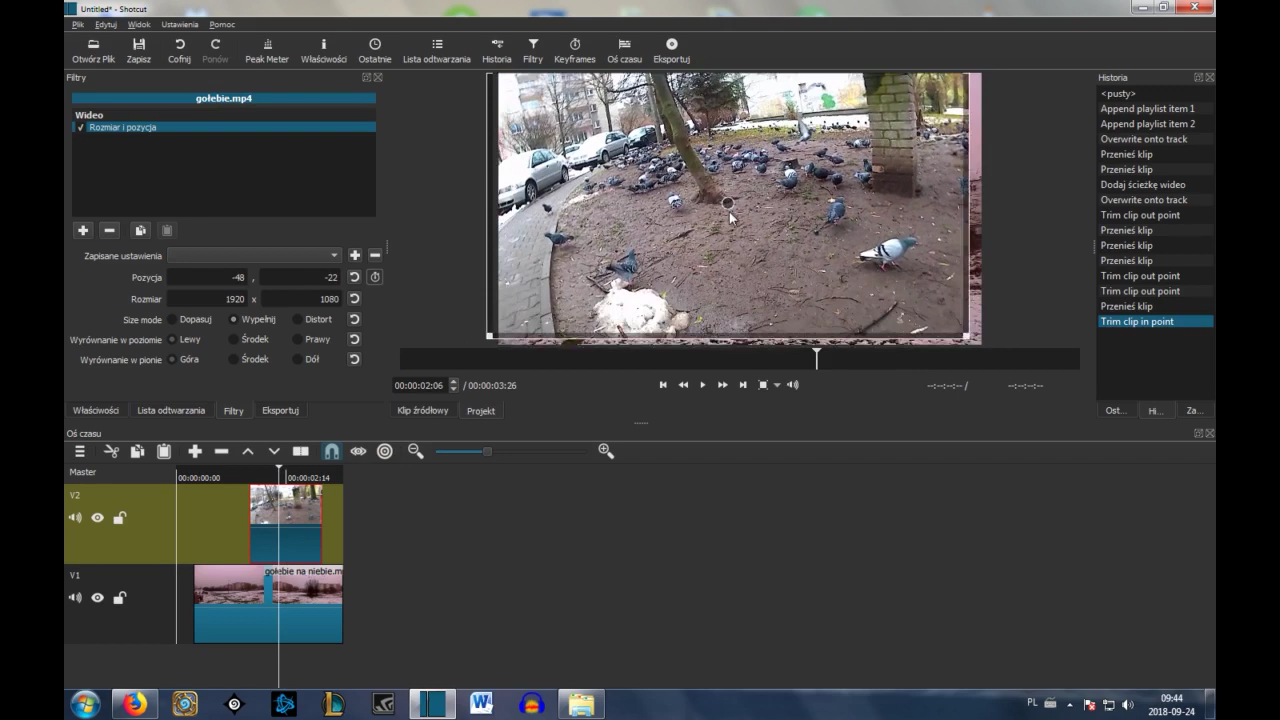 Untitled* - Shotcut
Plik Edytuj Widok Ustawienia Pomoc
Otwórz Plik Zapisz Cofnij Ponów Peak Meter Właściwości Ostatnie Lista odtwarzania Historia Filtry Keyframes Oś czasu Eksportuj
Filtry
gołebie.mp4
Wideo
Rozmiar i pozycja
Zapisane ustawienia
Pozycja -48 , -22
Rozmiar 1920 x 1080
Size mode Dopasuj Wypełnij Distort
Wyrównanie w poziomie Lewy Środek Prawy
Wyrównanie w pionie Góra Środek Dół
Właściwości Lista odtwarzania Filtry Eksportuj
00:00:02:06 / 00:00:03:26 --:--:--:-- / --:--:--:--
Klip źródłowy Projekt
Historia
<pusty>
Append playlist item 1
Append playlist item 2
Overwrite onto track
Przenieś klip
Przenieś klip
Dodaj ścieżkę wideo
Overwrite onto track
Trim clip out point
Przenieś klip
Przenieś klip
Przenieś klip
Trim clip out point
Trim clip out point
Przenieś klip
Trim clip in point
Ost... Hi... Za...
Oś czasu
Master
00:00:00:00 00:00:02:14
V2
V1
gołebie na niebie.m
PL
09:44
2018-09-24